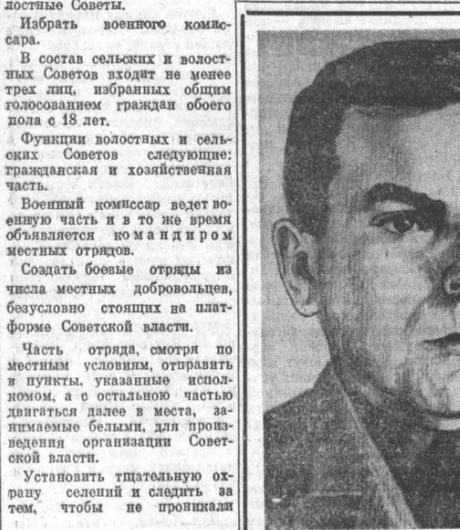 лостные Советы.
Избрать военного комис-
сара.
В состав сельских и волост-
ных Советов входит не менее
трех лиц, избранных общим
голосованием граждан обоего
пола с 18 лет.
Функции волостных и сель-
ских Советов следующие:
гражданская и хозяйственная
часть.
Военный комиссар ведет во-
енную часть и в то же время
объявляется командиром
местных отрядов.
Создать боевые отряды из
числа местных добровольцев,
безусловно стоящих на плат-
форме Советской власти.
Часть отряда, смотря по
местным условиям, отправить
в пункты, указанные испол-
комом, а с остальною частью
двигаться далее в места, за-
нимаемые белыми, для произ-
ведения организации Совет-
ской власти.
Установить тщательную ох-
рану селений и следить за
тем, чтобы не проникали